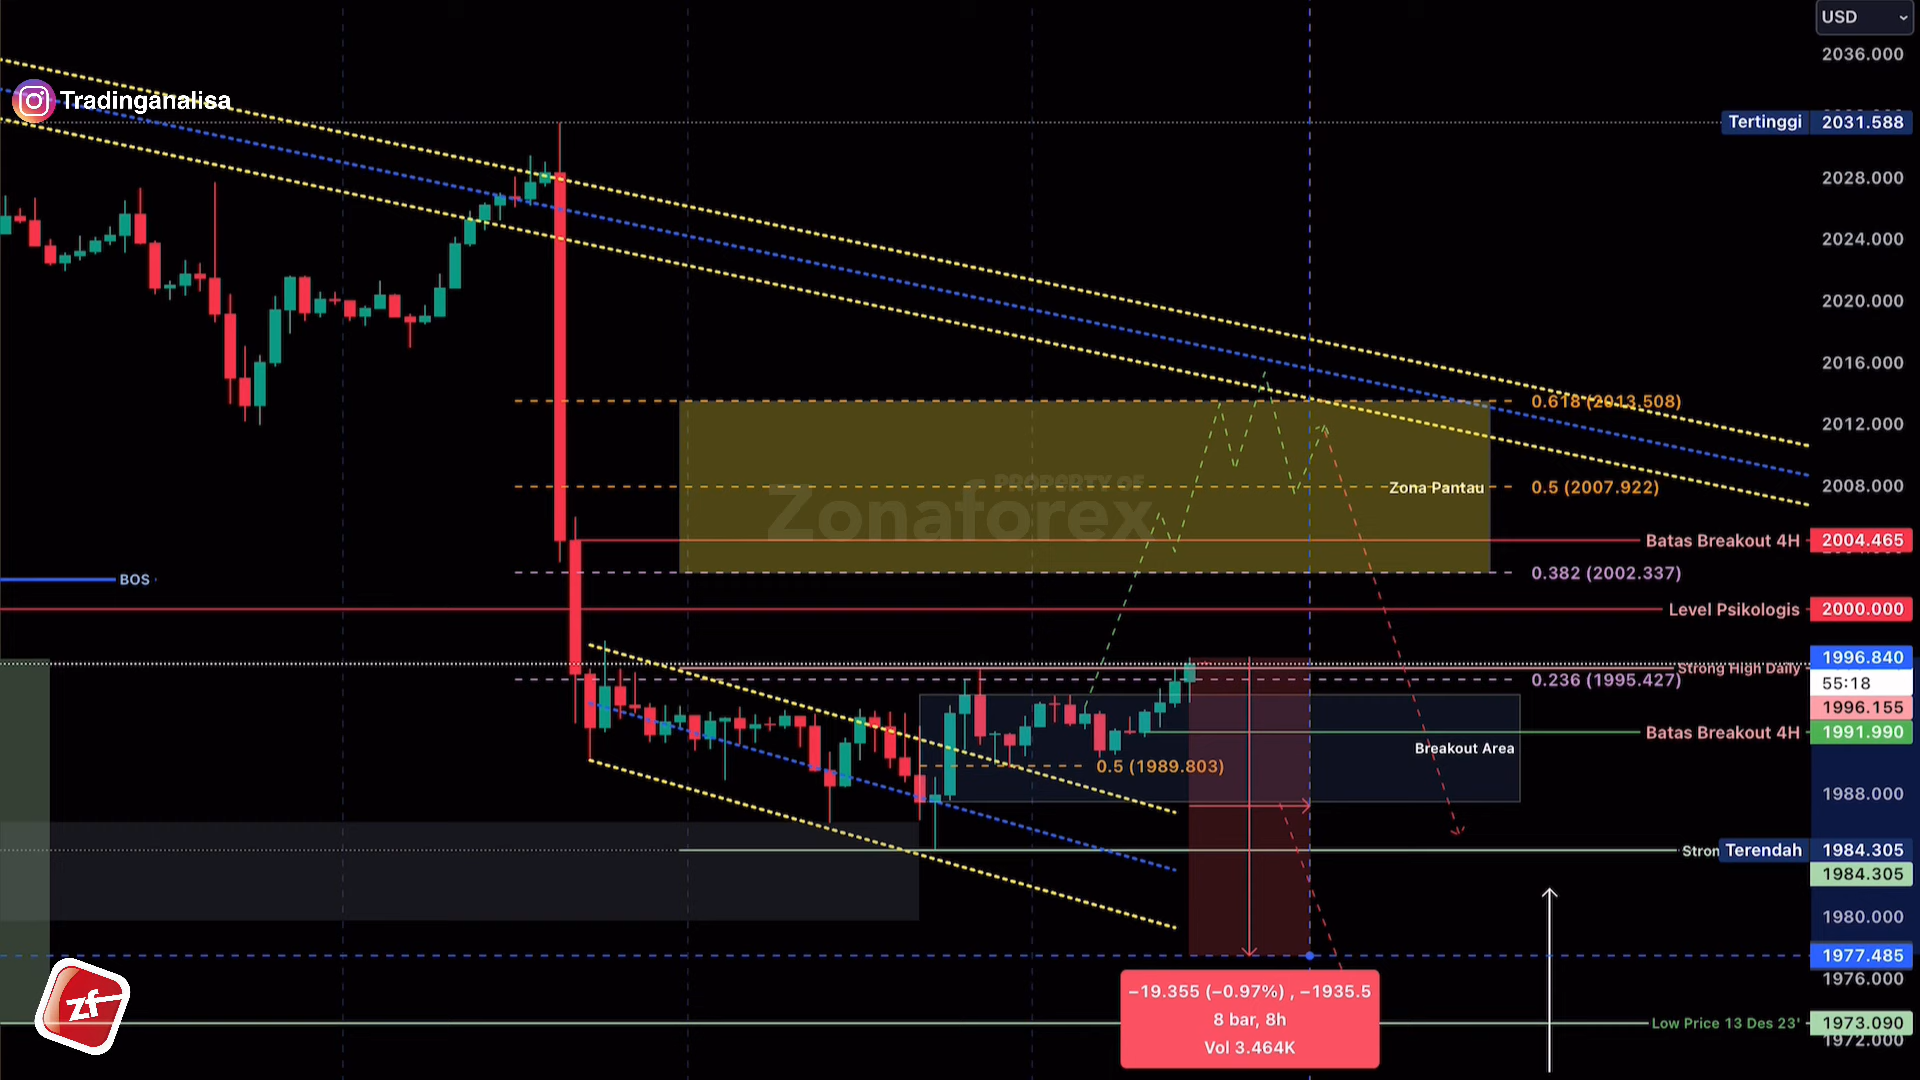 USD
2036.000
Tradinganalisa
Tertinggi 2031.588
2028.000
2024.000
2020.000
2016.000
0.618 (2013.508)
2012.000
PROPERTY OF
Zonaforex
Zona Pantau
0.5 (2007.922)
2008.000
Batas Breakout 4H 2004.465
0.382 (2002.337)
BOS
Level Psikologis 2000.000
1996.840
Strong High Daily
0.236 (1995.427)
55:18
1996.155
Batas Breakout 4H 1991.990
Breakout Area
0.5 (1989.803)
1988.000
Stron Terendah 1984.305
1984.305
1980.000
1977.485
1976.000
zf
−19.355 (−0.97%) , −1935.5
8 bar, 8h
Vol 3.464K
Low Price 13 Des 23' 1973.090
1972.000